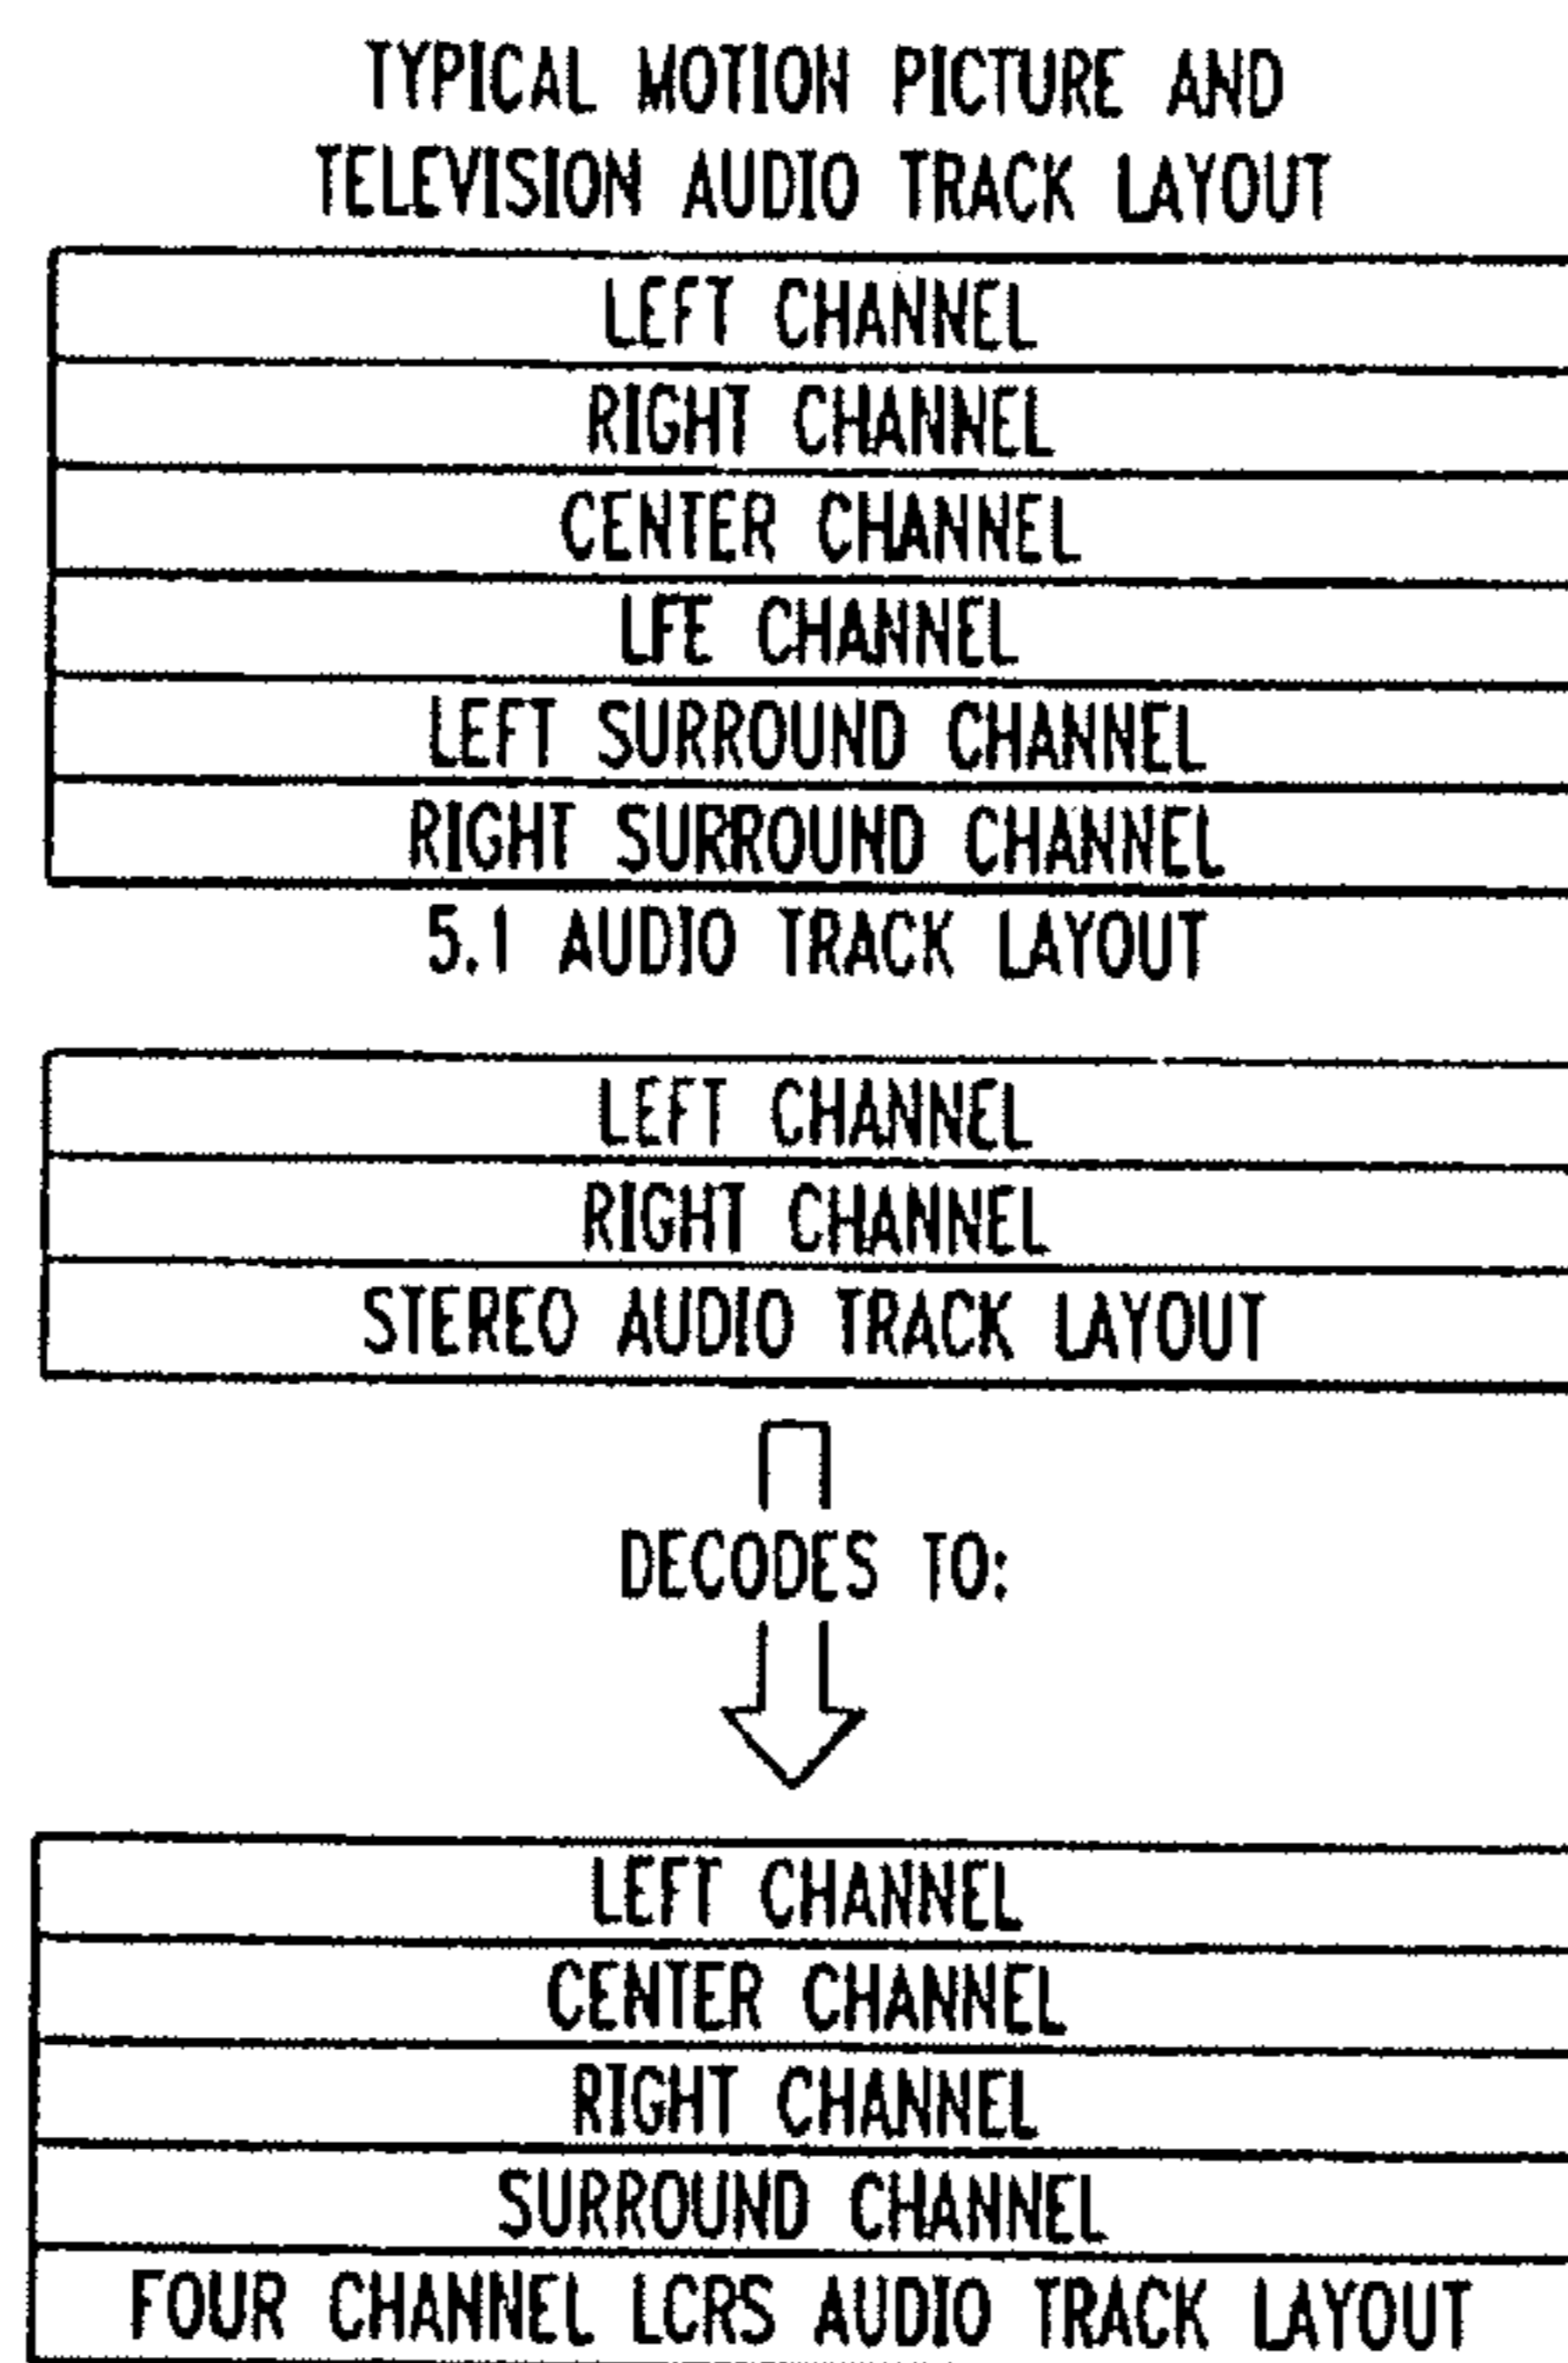 TYPICAL MOTION PICTURE AND
TELEVISION AUDIO TRACK LAYOUT
LEFT CHANNEL
RIGHT CHANNEL
CENTER CHANNEL
LFE CHANNEL
LEFT SURROUND CHANNEL
RIGHT SURROUND CHANNEL
5.1 AUDIO TRACK LAYOUT
LEFT CHANNEL
RIGHT CHANNEL
STEREO AUDIO TRACK LAYOUT
DECODES TO:
LEFT CHANNEL
CENTER CHANNEL
RIGHT CHANNEL
SURROUND CHANNEL
FOUR CHANNEL LCRS AUDIO TRACK LAYOUT